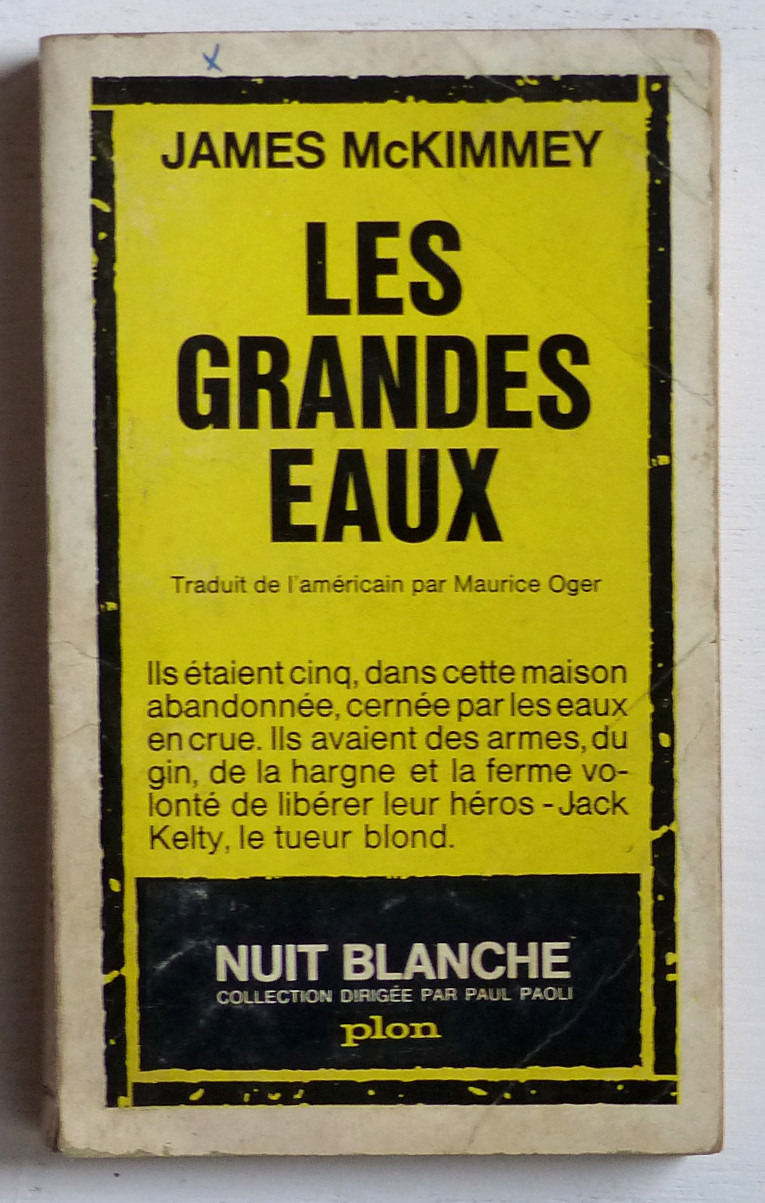 x
JAMES McKIMMEY
LES
GRANDES
EAUX
Traduit de l'américain par Maurice Oger
Ils étaient cinq, dans cette maison
abandonnée, cernée par les eaux
en crue. Ils avaient des armes, du
gin, de la hargne et la ferme vo-
lonté de libérer leur héros - Jack
Kelty, le tueur blond.
NUIT BLANCHE
COLLECTION DIRIGÉE PAR PAUL PAOLI
plon